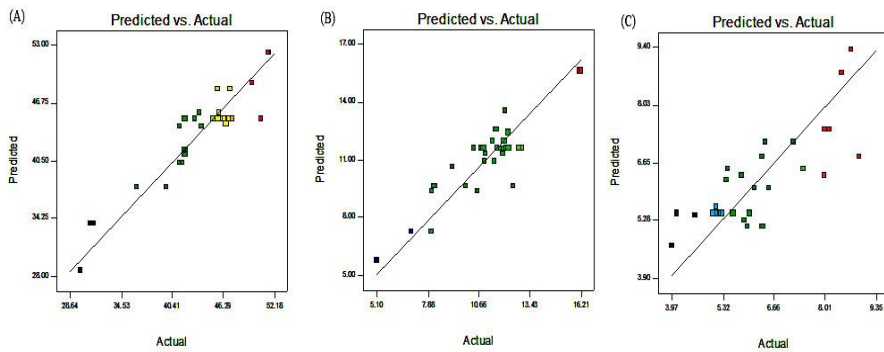 (A)
Predicted vs. Actual
53.00
46.75
40.50
34.25
28.00
Predicted
28.64
34.53
40.41
46.29
52.18
Actual
(B)
Predicted vs. Actual
17.00
14.00
11.00
8.00
5.00
Predicted
5.10
7.88
10.66
13.43
16.21
Actual
(C)
Predicted vs. Actual
9.40
8.03
6.65
5.28
3.90
Predicted
3.97
5.32
6.66
8.01
9.35
Actual